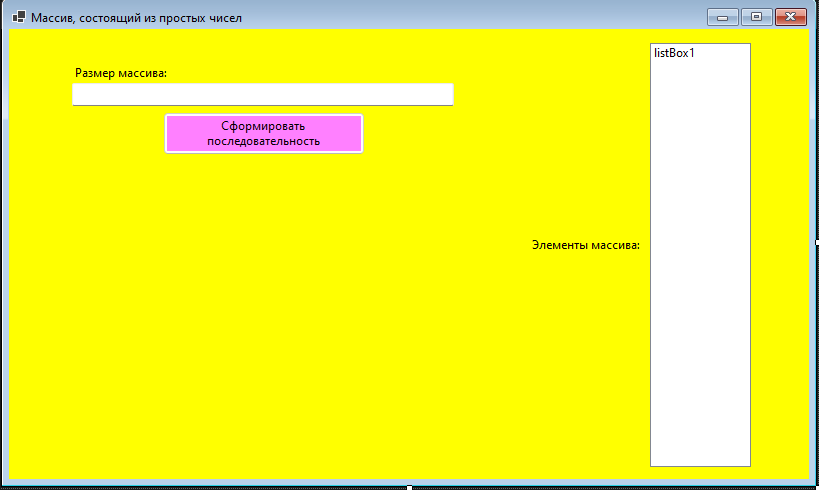 Массив, состоящий из простых чисел
listBox1
Размер массива:
Сформировать
последовательность
Элементы массива: